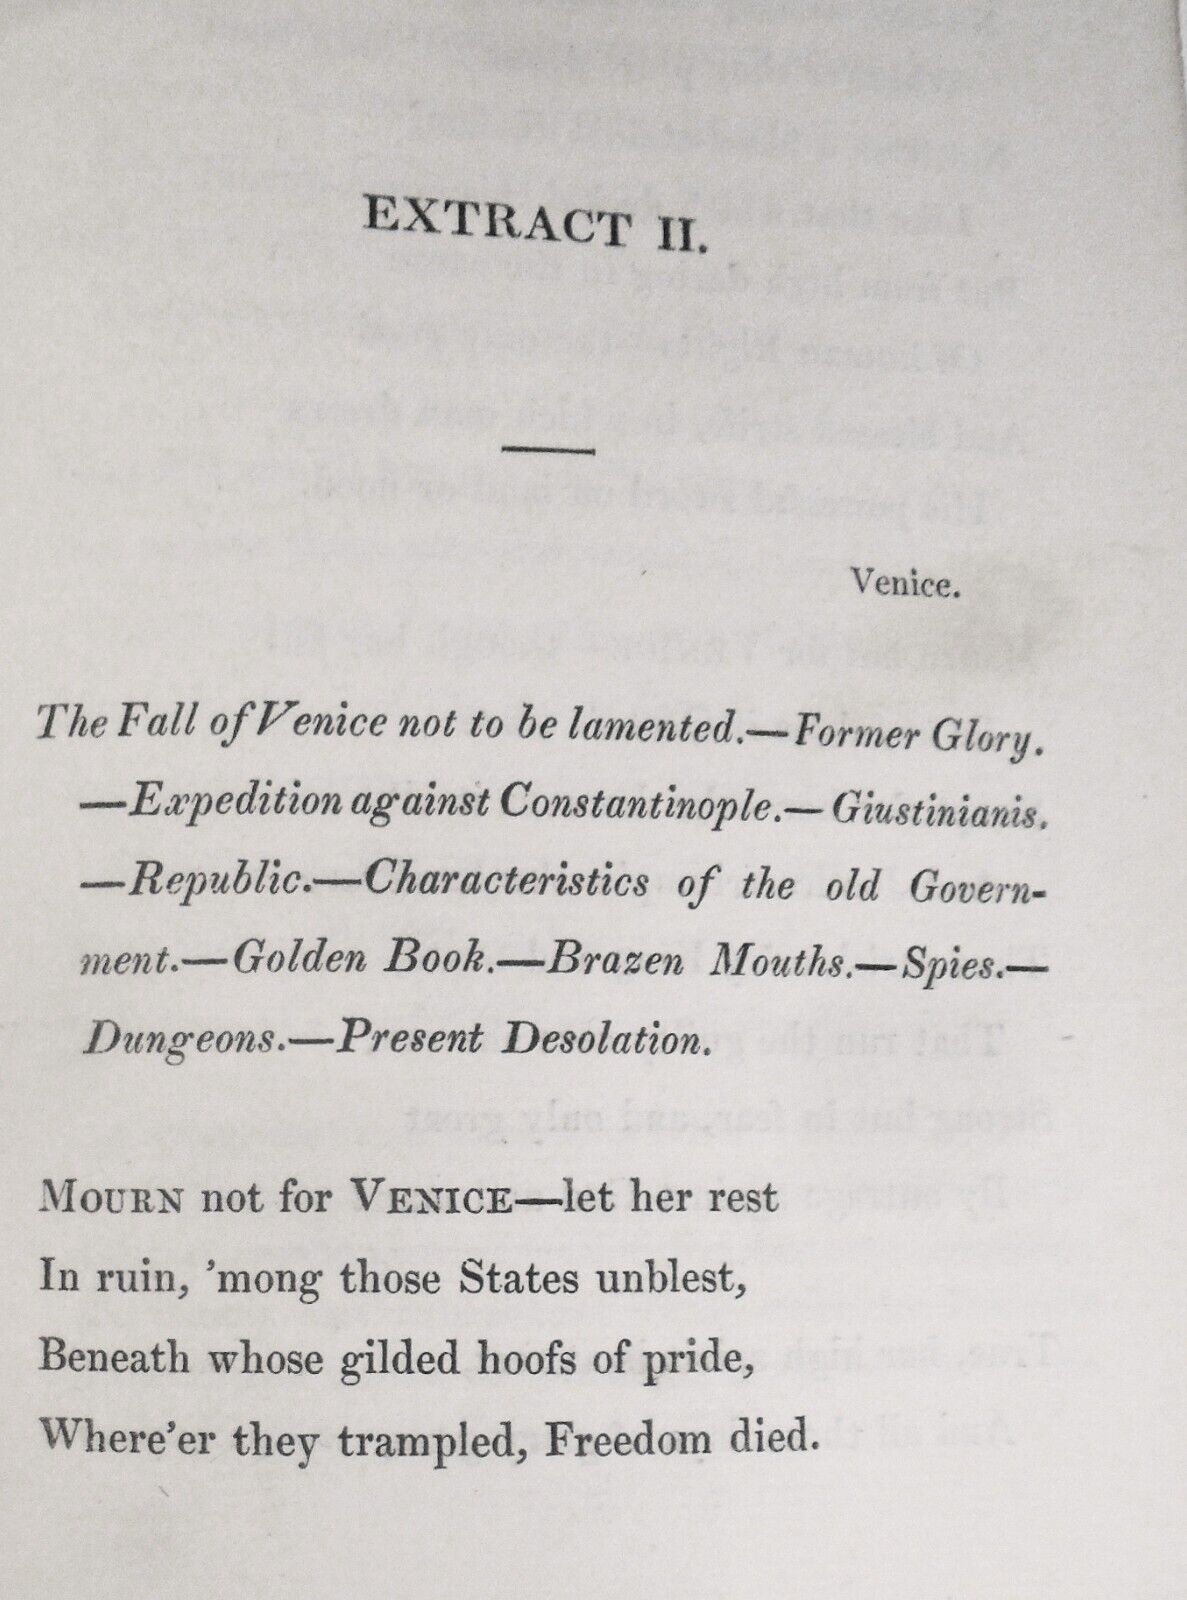 EXTRACT II.
Venice.
The Fall of Venice not to be lamented.—Former Glory.
—Expedition against Constantinople.—Giustinianis.
—Republic.—Characteristics of the old Govern-
ment.—Golden Book.—Brazen Mouths.—Spies.—
Dungeons.—Present Desolation.
MOURN not for VENICE—let her rest
In ruin, 'mong those States unblest,
Beneath whose gilded hoofs of pride,
Where'er they trampled, Freedom died.